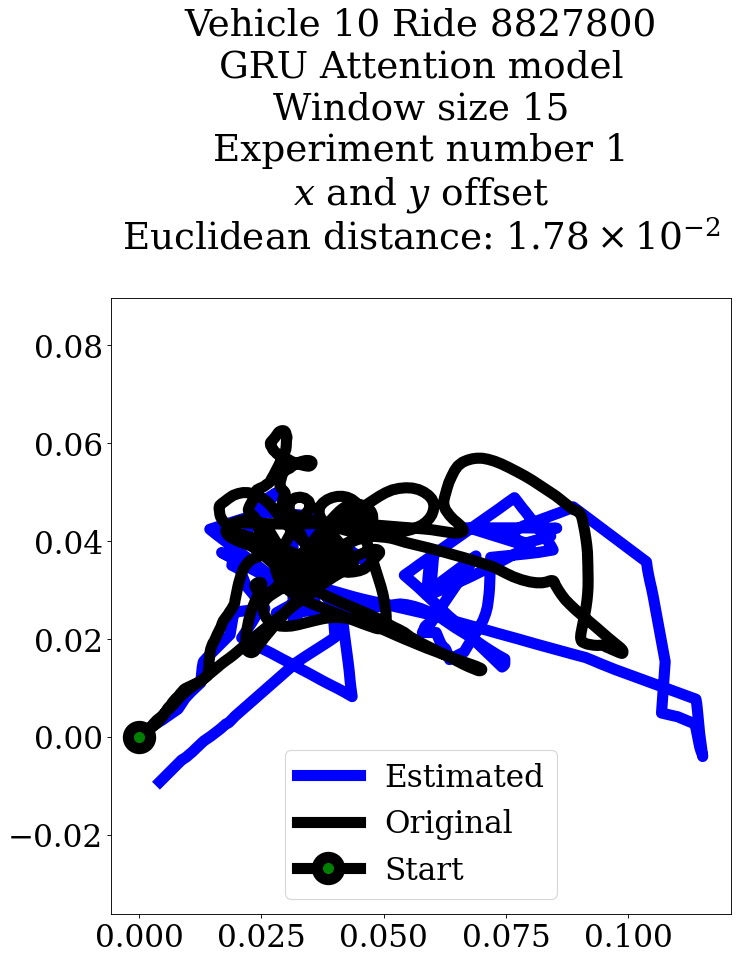 Vehicle 10 Ride 8827800
GRU Attention model
Window size 15
Experiment number 1
x and y offset
Euclidean distance: 1.78 × 10⁻²
0.08
0.06
0.04
0.02
0.00
−0.02
Estimated
Original
Start
0.000 0.025 0.050 0.075 0.100